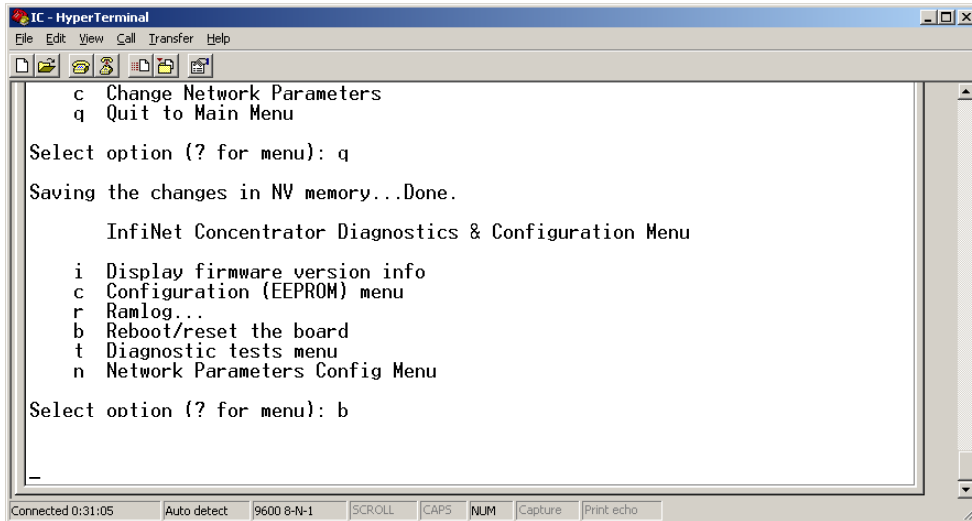 IC - HyperTerminal
File Edit View Call Transfer Help
c Change Network Parameters
q Quit to Main Menu
Select option (? for menu): q
Saving the changes in NV memory...Done.
InfiNet Concentrator Diagnostics & Configuration Menu
i Display firmware version info
c Configuration (EEPROM) menu
r Ramlog...
b Reboot/reset the board
t Diagnostic tests menu
n Network Parameters Config Menu
Select option (? for menu): b
_
Connected 0:31:05 Auto detect 9600 8-N-1 SCROLL CAPS NUM Capture Print echo